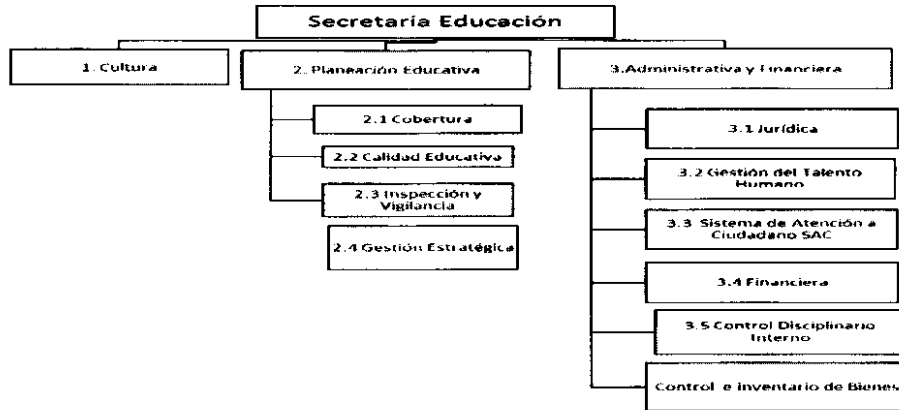 Secretaría Educación
1. Cultura
2. Planeación Educativa
3.Administrativa y Financiera
2.1 Cobertura
2.2 Calidad Educativa
2.3 Inspección y
Vigilancia
2.4 Gestión Estratégica
3.1 Jurídica
3.2 Gestión del Talento
Humano
3.3 Sistema de Atención a
Ciudadano SAC
3.4 Financiera
3.5 Control Disciplinario
Interno
Control e inventario de Bienes